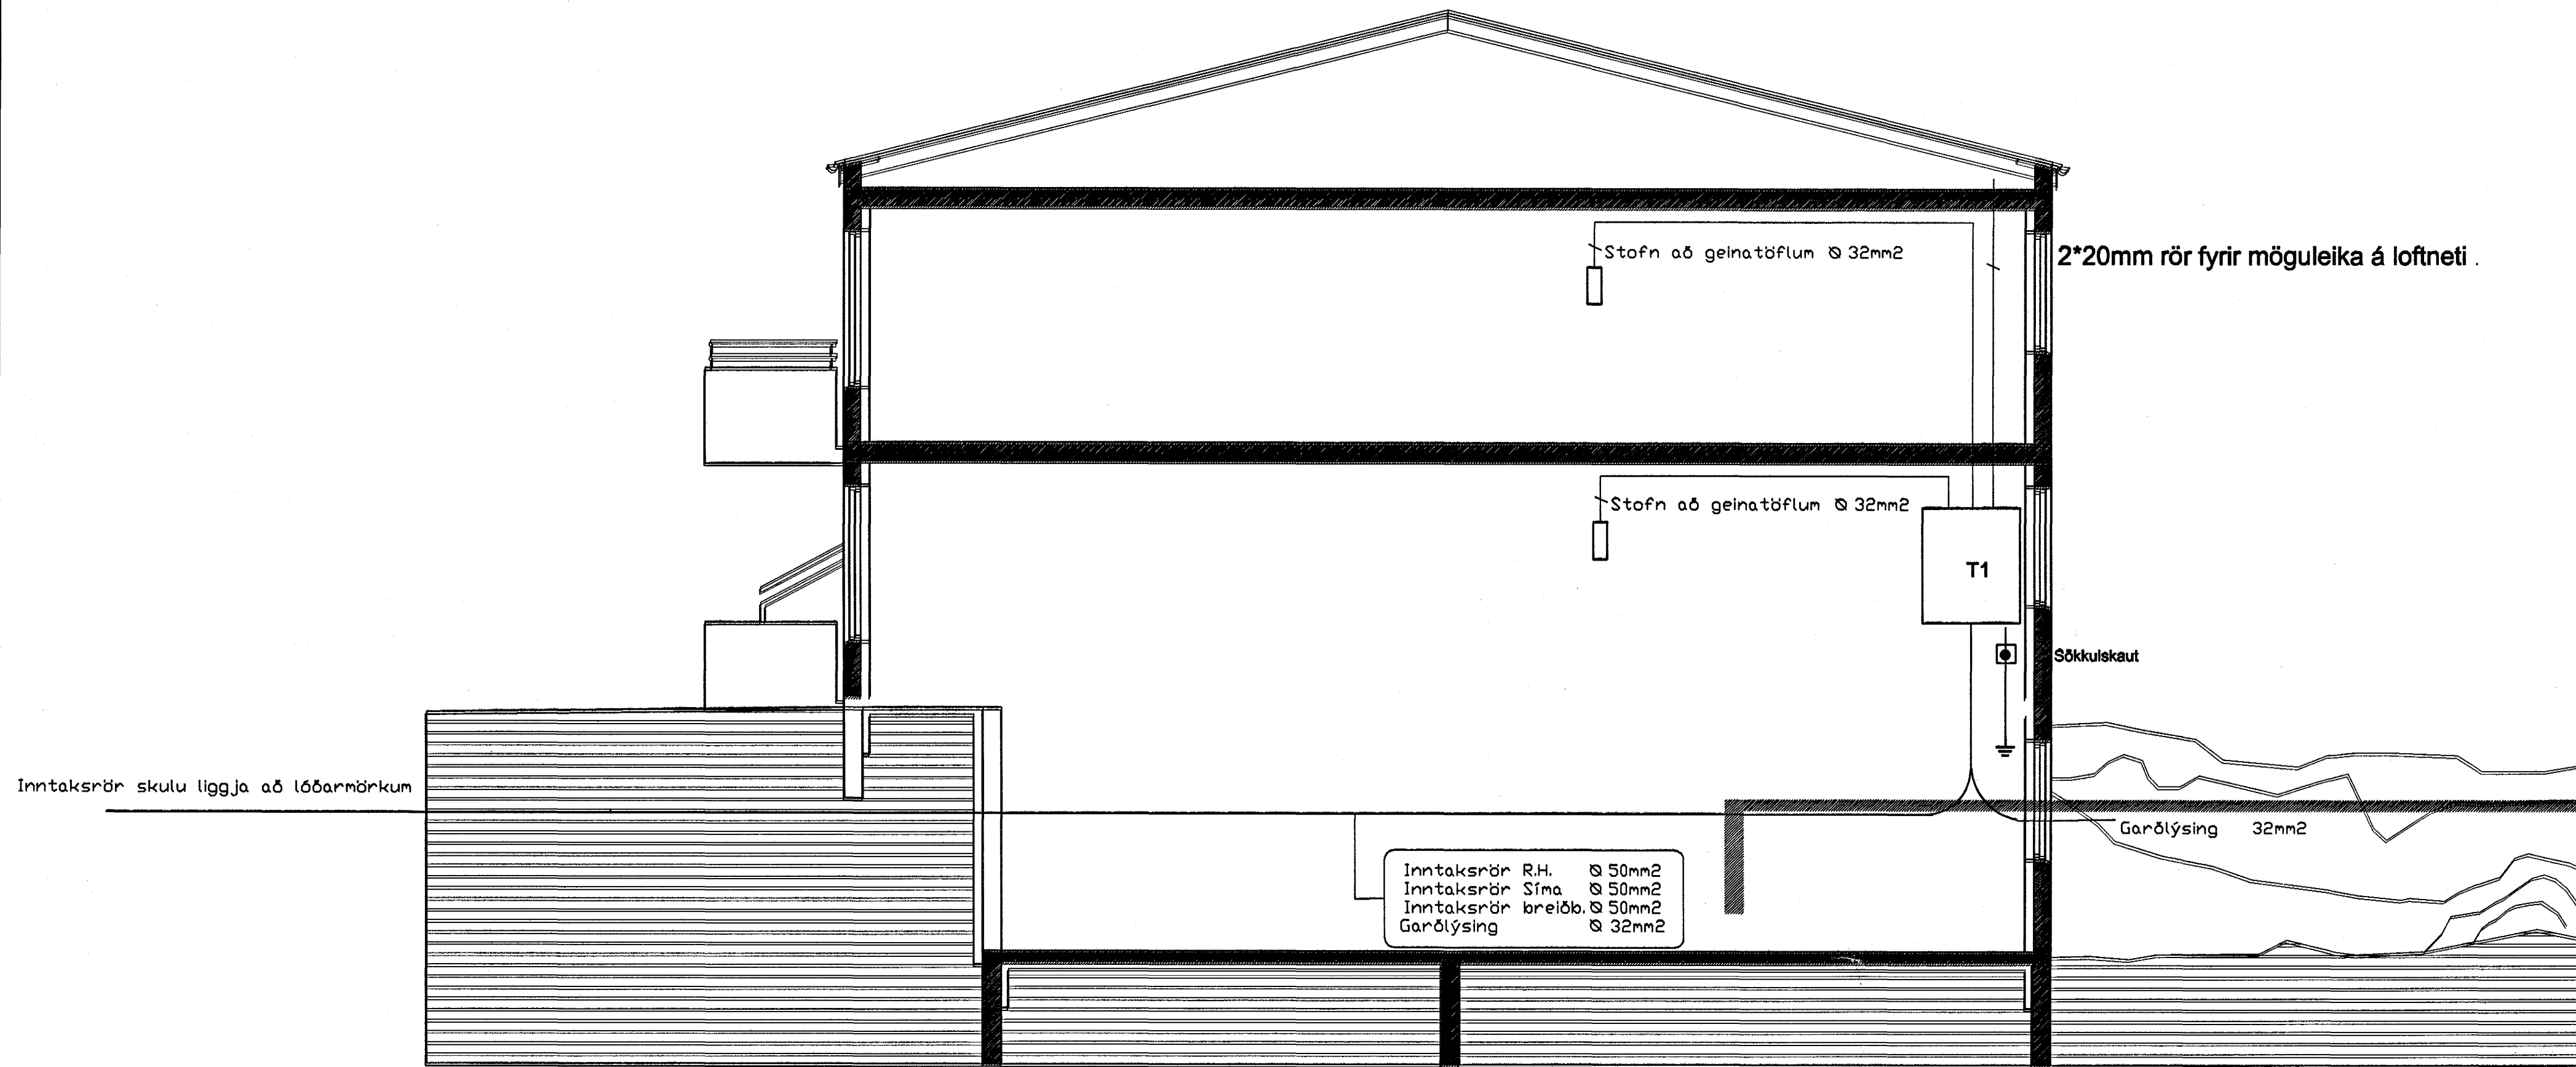 Stofn að geinatöflum Ø 32mm2
2*20mm rör fyrir möguleika á loftneti .
Stofn að geinatöflum Ø 32mm2
T1
Sökkulskaut
Inntaksrör skulu liggja að lóðarmörkum
Garðlýsing 32mm2
Inntaksrör R.H. Ø 50mm2
Inntaksrör Síma Ø 50mm2
Inntaksrör breiðb. Ø 50mm2
Garðlýsing Ø 32mm2